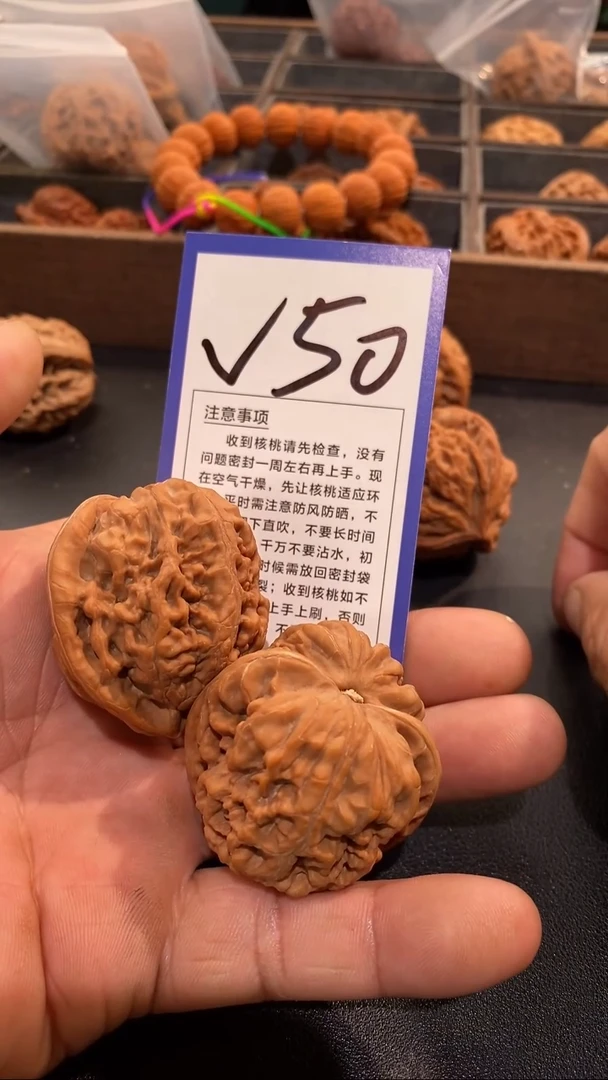 √50
注意事项
收到核桃请先检查，没有
问题密封一周左右再上手。现
在空气干燥，先让核桃适应环
平时需注意防风防晒，不
下直吹，不要长时间
千万不要沾水，初
时候需放回密封袋
裂；收到核桃如不
上手上刷，否则
不